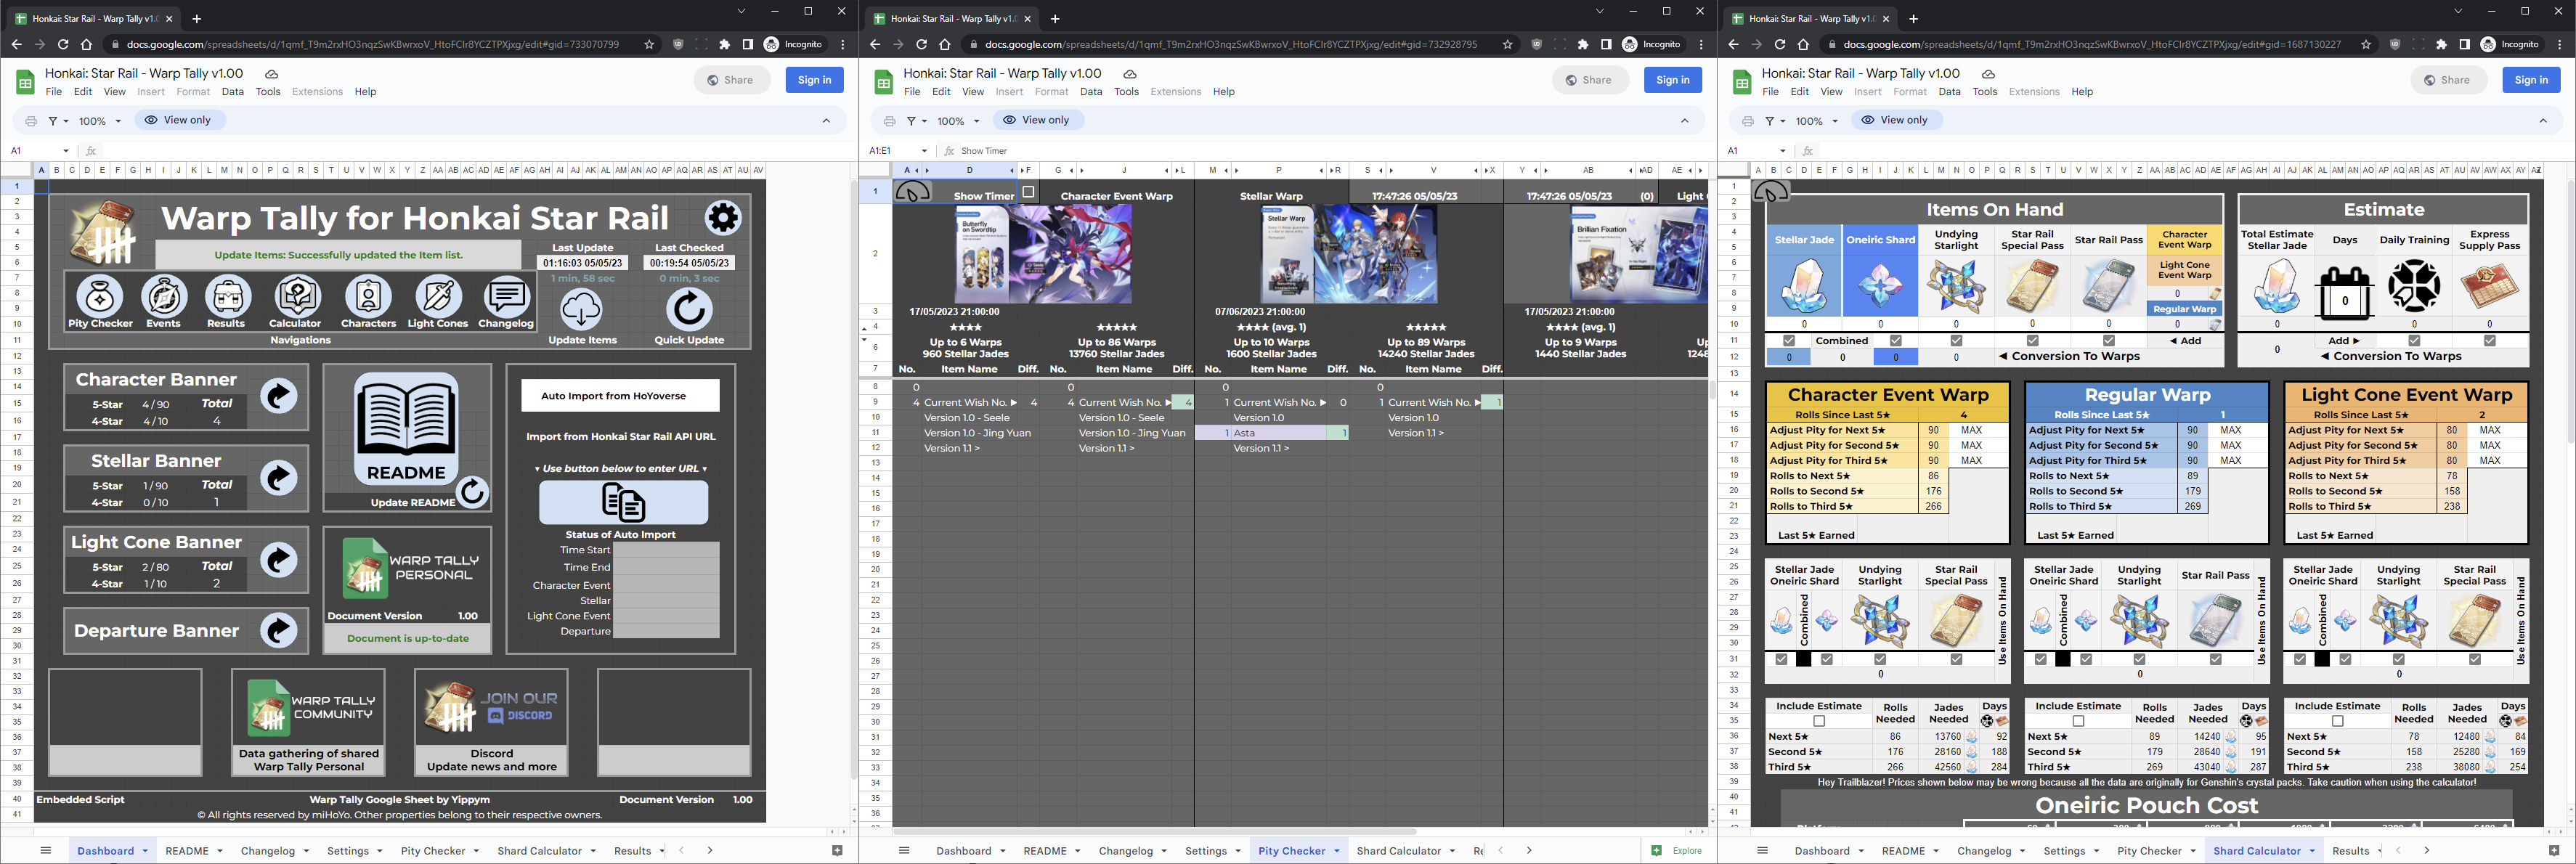 Honkai: Star Rail - Warp Tally v1.0
docs.google.com/spreadsheets/d/1qmf_T9m2rxHO3nqzSwKBwrxoV_HtoFClr8YCZTPXjxg/edit#gid=733070799
Incognito
Honkai: Star Rail - Warp Tally v1.00
File Edit View Insert Format Data Tools Extensions Help
Share
Sign in
100%
View only
A1
Warp Tally for Honkai Star Rail
Update Items: Successfully updated the Item list.
Last Update
01:16:03 05/05/23
1 min, 58 sec
Last Checked
00:19:54 05/05/23
0 min, 3 sec
Pity Checker Events Results Calculator Characters Light Cones Changelog
Navigations
Update Items
Quick Update
Character Banner
5-Star 4 / 90 Total
4-Star 4 / 10 4
Stellar Banner
5-Star 1 / 90 Total
4-Star 0 / 10 1
Light Cone Banner
5-Star 2 / 80 Total
4-Star 1 / 10 2
Departure Banner
README
Update README
WARP TALLY
PERSONAL
Document Version 1.00
Document is up-to-date
Auto Import from HoYoverse
Import from Honkai Star Rail API URL
▾ Use button below to enter URL ▾
Status of Auto Import
Time Start
Time End
Character Event
Stellar
Light Cone Event
Departure
WARP TALLY
COMMUNITY
Data gathering of shared
Warp Tally Personal
JOIN OUR
DISCORD
Discord
Update news and more
Embedded Script
Warp Tally Google Sheet by Yippym
Document Version 1.00
© All rights reserved by miHoYo. Other properties belong to their respective owners.
Dashboard README Changelog Settings Pity Checker Shard Calculator Results
Honkai: Star Rail - Warp Tally v1.0
docs.google.com/spreadsheets/d/1qmf_T9m2rxHO3nqzSwKBwrxoV_HtoFClr8YCZTPXjxg/edit#gid=732928795
Incognito
Honkai: Star Rail - Warp Tally v1.00
File Edit View Insert Format Data Tools Extensions Help
Share
Sign in
100%
View only
A1:E1
Show Timer
Show Timer Character Event Warp Stellar Warp 17:47:26 05/05/23 17:47:26 05/05/23 (0) Light
Butterfly
on Swordtip
Stellar Warp
Brillian Fixation
17/05/2023 21:00:00 07/06/2023 21:00:00 17/05/2023 21:00:00
★★★★ ★★★★★ ★★★★ (avg. 1) ★★★★★ ★★★★ (avg. 1)
Up to 6 Warps Up to 86 Warps Up to 10 Warps Up to 89 Warps Up to 9 Warps
960 Stellar Jades 13760 Stellar Jades 1600 Stellar Jades 14240 Stellar Jades 1440 Stellar Jades
No. Item Name Diff. No. Item Name Diff. No. Item Name Diff. No. Item Name Diff. No. Item Name
0 0 0 0
4 Current Wish No. ► 4 4 Current Wish No. ► 4 1 Current Wish No. ► 0 1 Current Wish No. ► 1
Version 1.0 - Seele Version 1.0 - Seele Version 1.0 Version 1.0
Version 1.0 - Jing Yuan Version 1.0 - Jing Yuan 1 Asta 1 Version 1.1 >
Version 1.1 > Version 1.1 > Version 1.1 >
Dashboard README Changelog Settings Pity Checker Shard Calculator Re
Explore
Honkai: Star Rail - Warp Tally v1.0
docs.google.com/spreadsheets/d/1qmf_T9m2rxHO3nqzSwKBwrxoV_HtoFClr8YCZTPXjxg/edit#gid=1687130227
Incognito
Honkai: Star Rail - Warp Tally v1.00
File Edit View Insert Format Data Tools Extensions Help
Share
Sign in
100%
View only
A1
Items On Hand
Stellar Jade Oneiric Shard Undying Starlight Star Rail Special Pass Star Rail Pass Character Event Warp
Light Cone Event Warp
0
Regular Warp
0 0 0 0 0 0
Combined ◄ Add
0 0 0 0 ◄ Conversion To Warps
Estimate
Total Estimate Stellar Jade Days Daily Training Express Supply Pass
0
0 0 0
0 Add ►
◄ Conversion To Warps
Character Event Warp
Rolls Since Last 5★ 4
Adjust Pity for Next 5★ 90 MAX
Adjust Pity for Second 5★ 90 MAX
Adjust Pity for Third 5★ 90 MAX
Rolls to Next 5★ 86
Rolls to Second 5★ 176
Rolls to Third 5★ 266
Last 5★ Earned
Regular Warp
Rolls Since Last 5★ 1
Adjust Pity for Next 5★ 90 MAX
Adjust Pity for Second 5★ 90 MAX
Adjust Pity for Third 5★ 90 MAX
Rolls to Next 5★ 89
Rolls to Second 5★ 179
Rolls to Third 5★ 269
Last 5★ Earned
Light Cone Event Warp
Rolls Since Last 5★ 2
Adjust Pity for Next 5★ 80 MAX
Adjust Pity for Second 5★ 80 MAX
Adjust Pity for Third 5★ 80 MAX
Rolls to Next 5★ 78
Rolls to Second 5★ 158
Rolls to Third 5★ 238
Last 5★ Earned
Stellar Jade Oneiric Shard Undying Starlight Star Rail Special Pass
Combined
Use Items On Hand
0
Stellar Jade Oneiric Shard Undying Starlight Star Rail Pass
Combined
Use Items On Hand
0
Stellar Jade Oneiric Shard Undying Starlight Star Rail Special Pass
Combined
Use Items On Hand
0
Include Estimate Rolls Needed Jades Needed Days
Next 5★ 86 13760 92
Second 5★ 176 28160 188
Third 5★ 266 42560 284
Include Estimate Rolls Needed Jades Needed Days
Next 5★ 89 14240 95
Second 5★ 179 28640 191
Third 5★ 269 43040 287
Include Estimate Rolls Needed Jades Needed Days
Next 5★ 78 12480 84
Second 5★ 158 25280 169
Third 5★ 238 38080 254
Hey Trailblazer! Prices shown below may be wrong because all the data are originally for Genshin's crystal packs. Take caution when using the calculator!
Oneiric Pouch Cost
Dashboard README Changelog Settings Pity Checker Shard Calculator Results